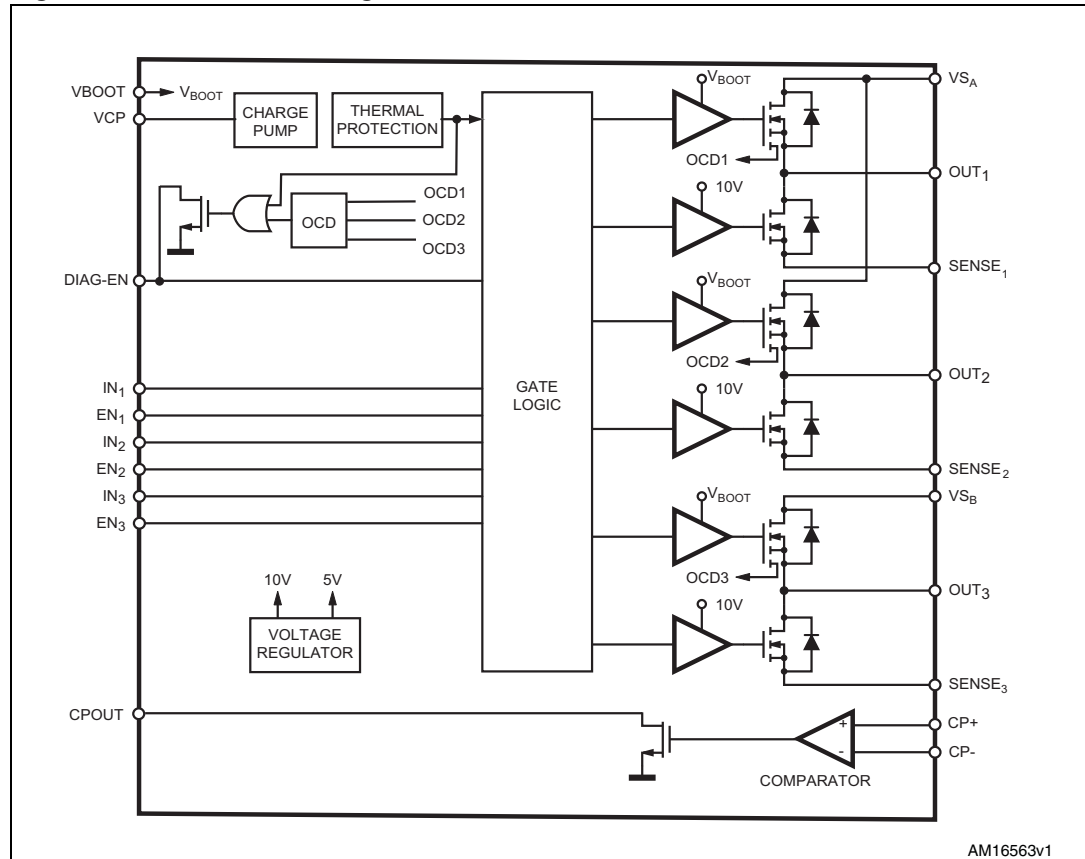 VBOOT
V_BOOT
VCP
CHARGE
PUMP
THERMAL
PROTECTION
OCD
OCD1
OCD2
OCD3
DIAG-EN
IN1
EN1
IN2
EN2
IN3
EN3
10V
5V
VOLTAGE
REGULATOR
CPOUT
GATE
LOGIC
VBOOT
OCD1
10V
VBOOT
OCD2
10V
VBOOT
OCD3
10V
VSA
OUT1
SENSE1
OUT2
SENSE2
VSB
OUT3
SENSE3
CP+
CP-
+
-
COMPARATOR
AM16563v1